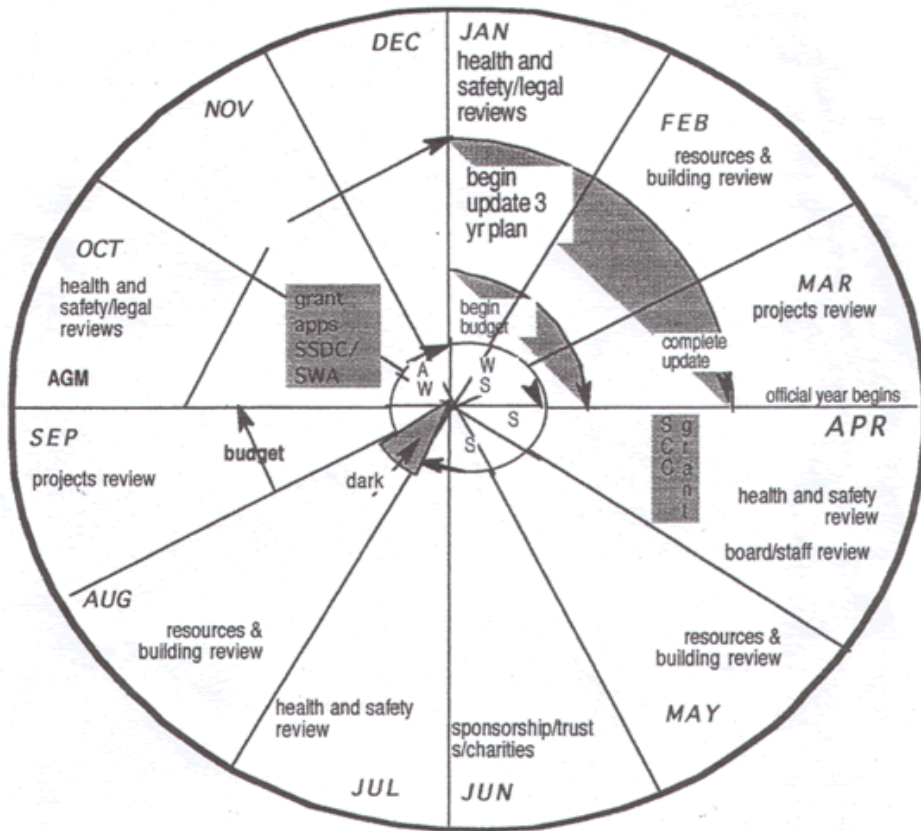 JAN
health and
safety/legal
reviews
begin
update 3
yr plan
begin
budget
FEB
resources &
building review
MAR
projects review
complete
update
official year begins
APR
S g
C r
C a
n
t
health and safety
review
board/staff review
MAY
resources &
building review
JUN
sponsorship/trust
s/charities
JUL
health and safety
review
AUG
resources &
building review
SEP
projects review
budget
dark
OCT
health and
safety/legal
reviews
AGM
grant
apps
SSDC/
SWA
NOV
DEC
A
W
W
S
S
S